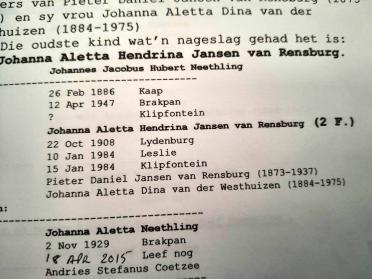 ers van Pieter Daniel Jansen van Rensburg
) en sy vrou Johanna Aletta Dina van der
huizen (1884-1975)
Die oudste kind wat'n nageslag gehad het is:
Johanna Aletta Hendrina Jansen van Rensburg.
Johannes Jacobus Hubert Neethling
26 Feb 1886 Kaap
12 Apr 1947 Brakpan
? Klipfontein
Johanna Aletta Hendrina Jansen van Rensburg (2 F.)
22 Oct 1908 Lydenburg
10 Jan 1984 Leslie
15 Jan 1984 Klipfontein
Pieter Daniel Jansen van Rensburg (1873-1937)
Johanna Aletta Dina van der Westhuizen (1884-1975)
n:
Johanna Aletta Neethling
2 Nov 1929 Brakpan
18 APR 2015 Leef nog
Andries Stefanus Coetzee